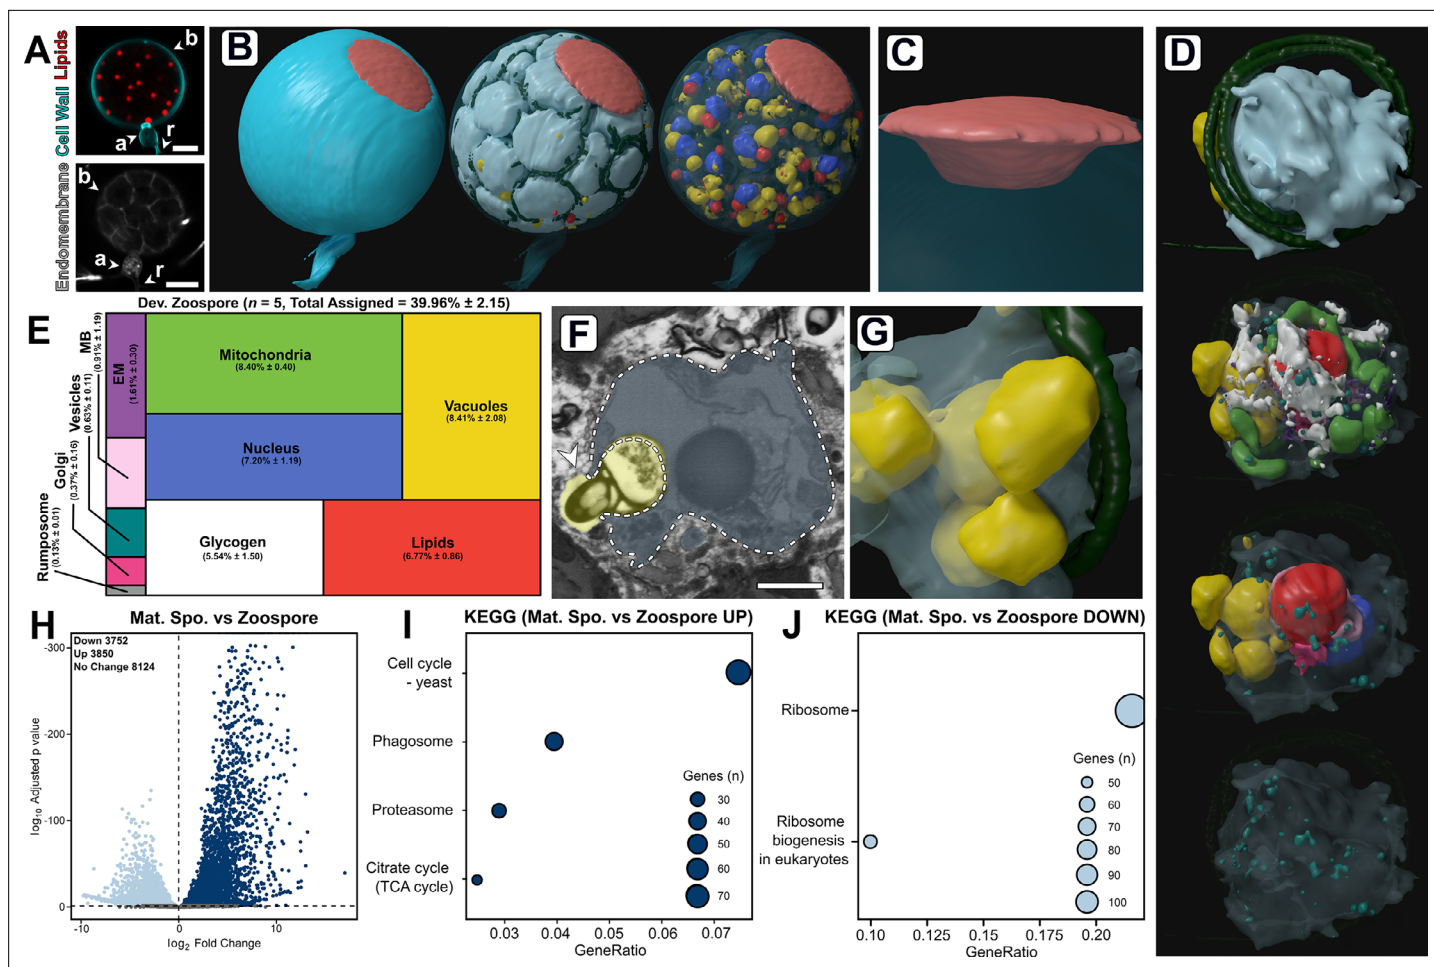 A
Endomembrane Cell Wall Lipids
b
a
r
b
a
r
B
C
D
Dev. Zoospore (n = 5, Total Assigned = 39.96% ± 2.15)
E
MB
(0.91% ± 1.19)
Vesicles
(0.63% ± 0.11)
Golgi
(0.37% ± 0.16)
Rumposome
(0.13% ± 0.01)
EM
(1.61% ± 0.30)
Mitochondria
(8.40% ± 0.40)
Nucleus
(7.20% ± 1.19)
Vacuoles
(8.41% ± 2.08)
Glycogen
(5.54% ± 1.50)
Lipids
(6.77% ± 0.86)
F
G
H
Mat. Spo. vs Zoospore
Down 3752
Up 3850
No Change 8124
log10 Adjusted p value
-300
-200
-100
0
-10
0
10
log2 Fold Change
I
KEGG (Mat. Spo. vs Zoospore UP)
Cell cycle
- yeast
Phagosome
Proteasome
Citrate cycle
(TCA cycle)
Genes (n)
30
40
50
60
70
0.03
0.04
0.05
0.06
0.07
GeneRatio
J
KEGG (Mat. Spo. vs Zoospore DOWN)
Ribosome
Ribosome
biogenesis
in eukaryotes
Genes (n)
50
60
70
80
90
100
0.10
0.125
0.15
0.175
0.20
GeneRatio